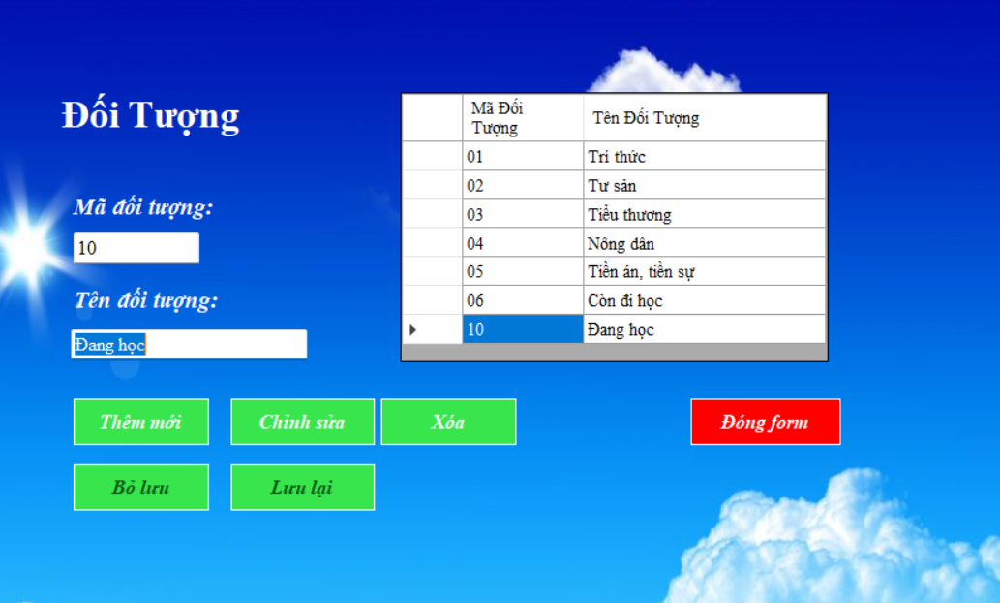 Đối Tượng
Mã đối tượng:
10
Tên đối tượng:
Đang học
Mã Đối
Tượng
Tên Đối Tượng
01 Tri thức
02 Tư sản
03 Tiểu thương
04 Nông dân
05 Tiền án, tiền sự
06 Còn đi học
10 Đang học
Thêm mới Chỉnh sửa Xóa Đóng form
Bỏ lưu Lưu lại